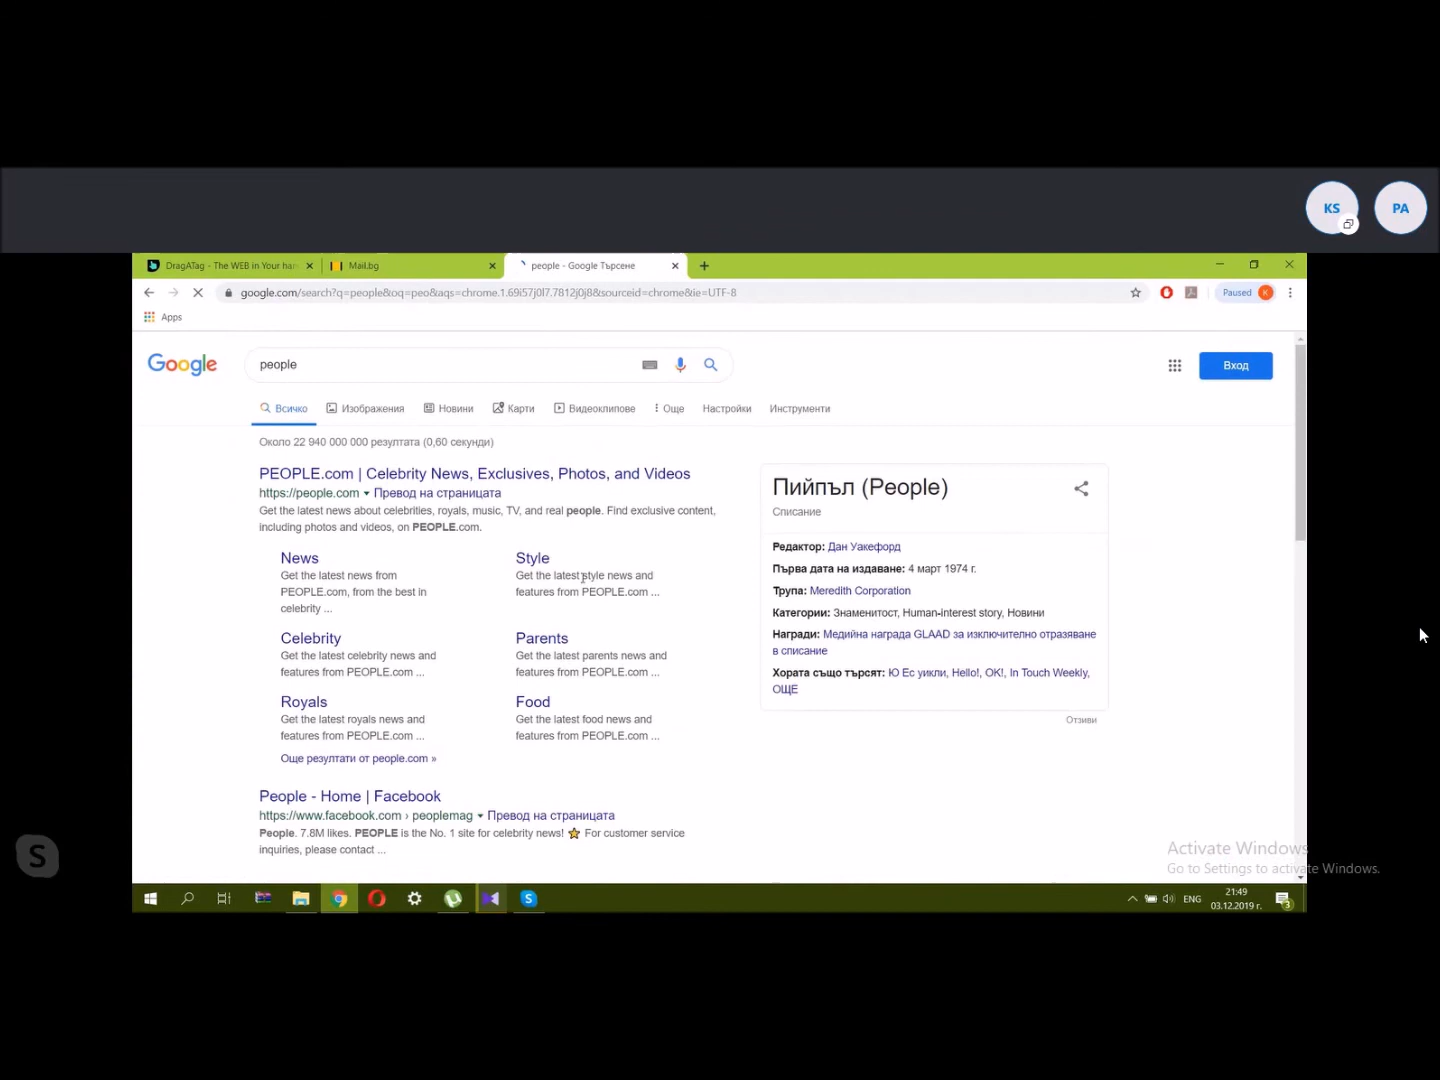 KS
PA
DragATag - The WEB in Your han
Mail.bg
people - Google Търсене
google.com/search?q=people&oq=peo&aqs=chrome.1.69i57j0l7.7812j0j8&sourceid=chrome&ie=UTF-8
Paused
K
Apps
Google
people
Вход
Всичко
Изображения
Новини
Карти
Видеоклипове
Още
Настройки
Инструменти
Около 22 940 000 000 резултата (0,60 секунди)
PEOPLE.com | Celebrity News, Exclusives, Photos, and Videos
https://people.com ▾ Превод на страницата
Get the latest news about celebrities, royals, music, TV, and real people. Find exclusive content,
including photos and videos, on PEOPLE.com.
News
Get the latest news from
PEOPLE.com, from the best in
celebrity ...
Style
Get the latest style news and
features from PEOPLE.com ...
Celebrity
Get the latest celebrity news and
features from PEOPLE.com ...
Parents
Get the latest parents news and
features from PEOPLE.com ...
Royals
Get the latest royals news and
features from PEOPLE.com ...
Food
Get the latest food news and
features from PEOPLE.com ...
Още резултати от people.com »
People - Home | Facebook
https://www.facebook.com › peoplemag ▾ Превод на страницата
People. 7.8M likes. PEOPLE is the No. 1 site for celebrity news! ⭐ For customer service
inquiries, please contact ...
Пийпъл (People)
Списание
Редактор: Дан Уакефорд
Първа дата на издаване: 4 март 1974 г.
Трупа: Meredith Corporation
Категории: Знаменитост, Human-interest story, Новини
Награди: Медийна награда GLAAD за изключително отразяване
в списание
Хората също търсят: Ю Ес уикли, Hello!, OK!, In Touch Weekly,
ОЩЕ
Отзиви
S
Activate Windows
Go to Settings to activate Windows.
S
ENG
21:49
03.12.2019 г.
3